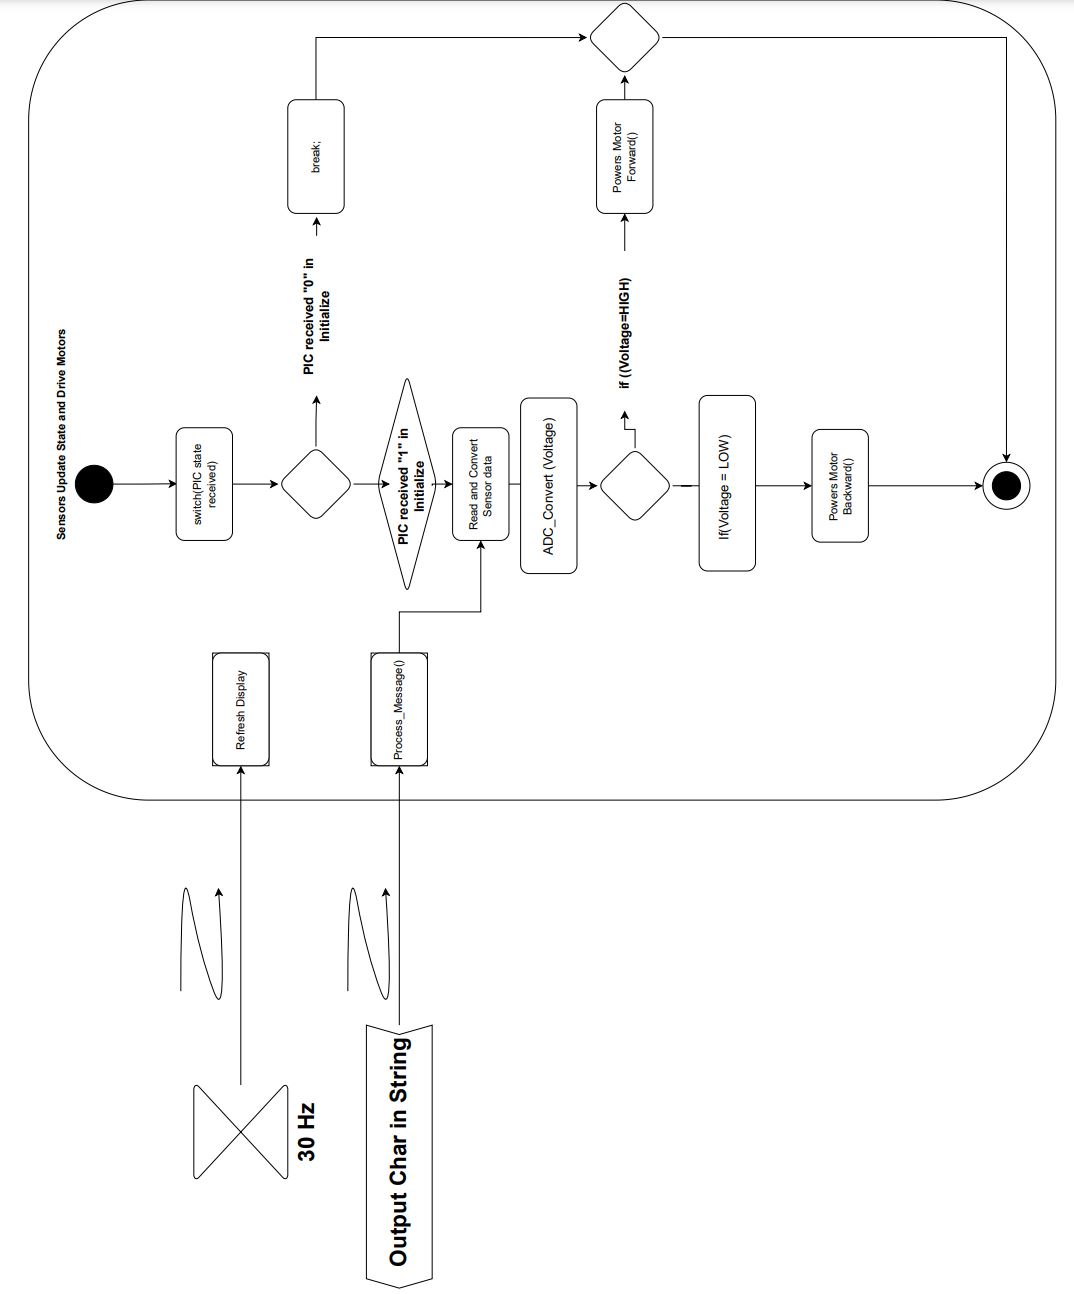 Sensors Update State and Drive Motors
switch(PIC state
received)
PIC received "0" in
Initialize
break;
PIC received "1" in
Initialize
Read and Convert
Sensor data
ADC_Convert (Voltage)
if ((Voltage=HIGH)
Powers Motor
Forward()
If(Voltage = LOW)
Powers Motor
Backward()
Refresh Display
Process_Message()
30 Hz
Output Char in String